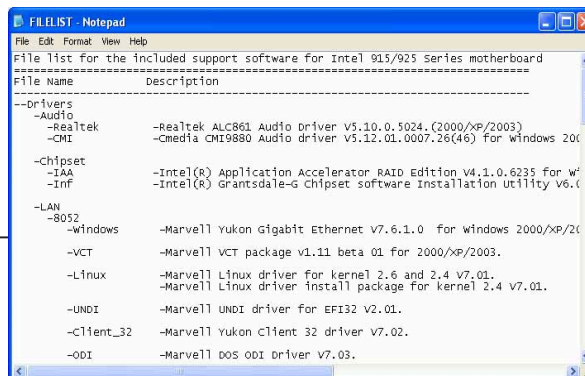 FILELIST - Notepad
File Edit Format View Help
File list for the included support software for Intel 915/925 Series motherboard
================================================================================
File Name Description
--------------------------------------------------------------------------------
--Drivers
-Audio
-Realtek -Realtek ALC861 Audio Driver V5.10.0.5024.(2000/XP/2003)
-CMI -Cmedia CMI9880 Audio driver V5.12.01.0007.26(46) for Windows 200
-Chipset
-IAA -Intel(R) Application Accelerator RAID Edition V4.1.0.6235 for Wi
-Inf -Intel(R) Grantsdale-G Chipset software Installation Utility V6.0
-LAN
-8052
-Windows -Marvell Yukon Gigabit Ethernet V7.6.1.0 for Windows 2000/XP/20
-VCT -Marvell VCT package v1.11 beta 01 for 2000/XP/2003.
-Linux -Marvell Linux driver for kernel 2.6 and 2.4 V7.01.
-Marvell Linux driver install package for kernel 2.4 V7.01.
-UNDI -Marvell UNDI driver for EFI32 V2.01.
-Client_32 -Marvell Yukon Client 32 driver V7.02.
-ODI -Marvell DOS ODI Driver V7.03.